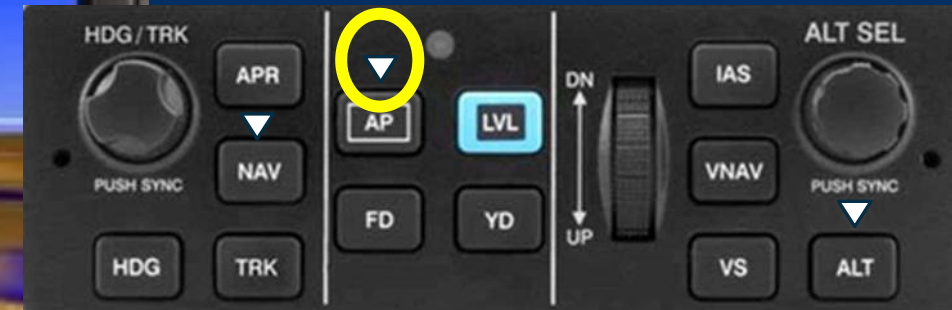 HDG/TRK
PUSH SYNC
APR
NAV
HDG
TRK
AP
LVL
FD
YD
DN
UP
IAS
VNAV
VS
ALT SEL
PUSH SYNC
ALT